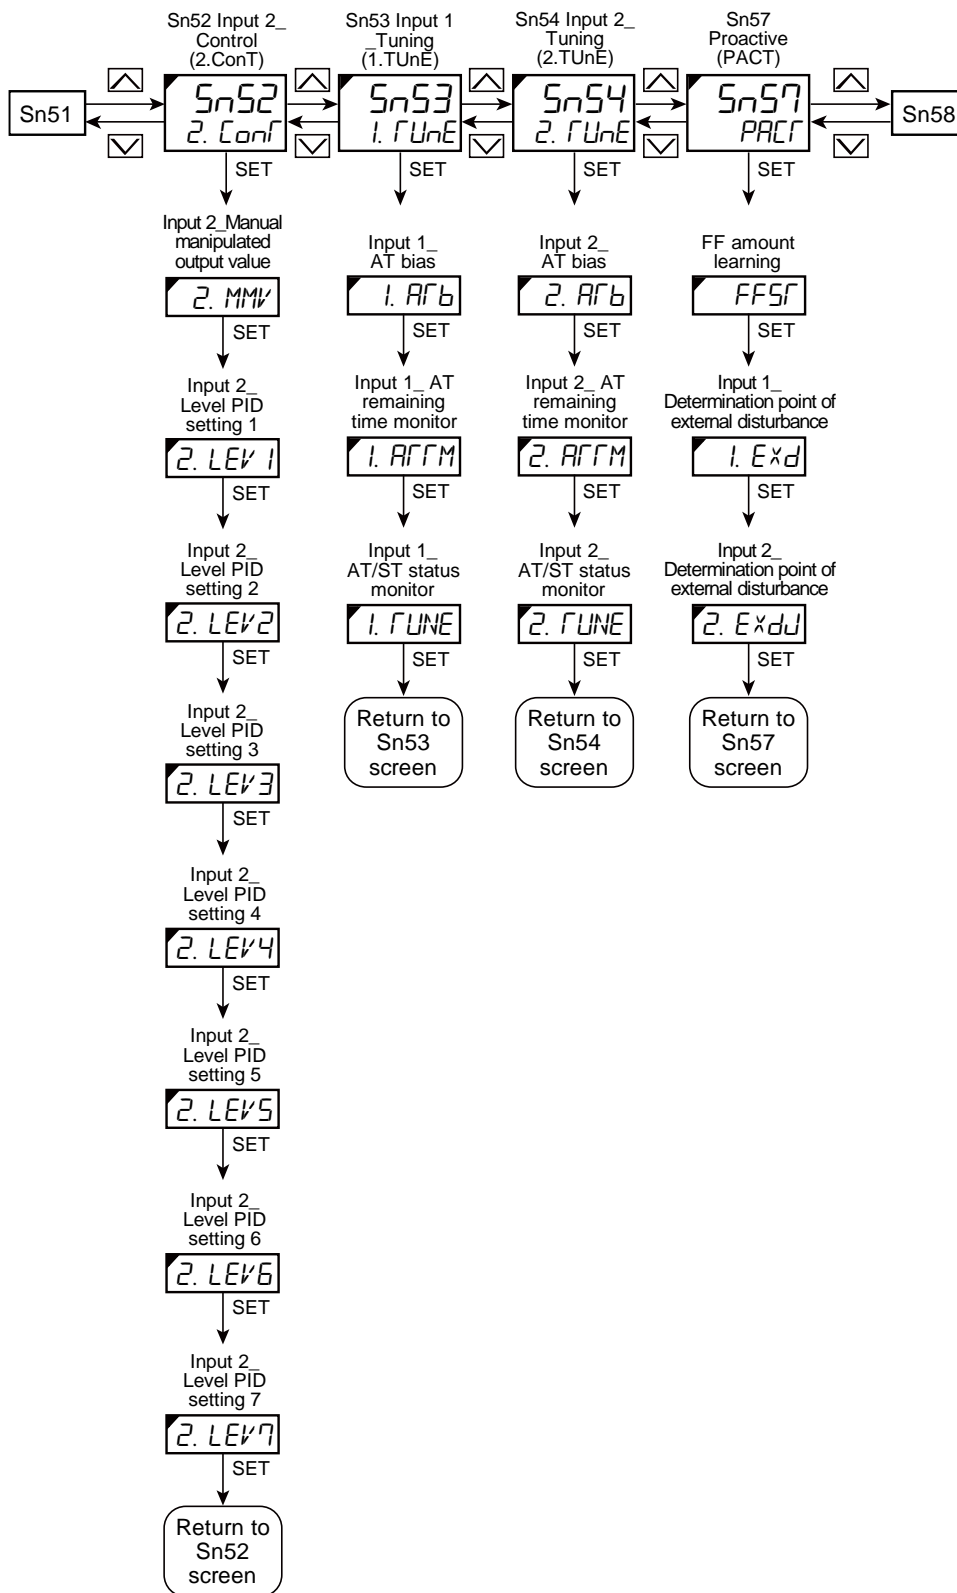 Sn52 Input 2_
Control
(2.ConT)
Sn53 Input 1
_Tuning
(1.TUnE)
Sn54 Input 2_
Tuning
(2.TUnE)
Sn57
Proactive
(PACT)
Sn51
Sn52
2. ConT
Sn53
1. TUnE
Sn54
2. TUnE
Sn57
PACT
Sn58
SET
SET
SET
SET
Input 2_Manual
manipulated
output value
2. MMV
SET
Input 2_
Level PID
setting 1
2. LEV 1
SET
Input 2_
Level PID
setting 2
2. LEV2
SET
Input 2_
Level PID
setting 3
2. LEV3
SET
Input 2_
Level PID
setting 4
2. LEV4
SET
Input 2_
Level PID
setting 5
2. LEV5
SET
Input 2_
Level PID
setting 6
2. LEV6
SET
Input 2_
Level PID
setting 7
2. LEV7
SET
Return to
Sn52
screen
Input 1_
AT bias
1. ATb
SET
Input 1_ AT
remaining
time monitor
1. ATTM
SET
Input 1_
AT/ST status
monitor
1. TUNE
SET
Return to
Sn53
screen
Input 2_
AT bias
2. ATb
SET
Input 2_ AT
remaining
time monitor
2. ATTM
SET
Input 2_
AT/ST status
monitor
2. TUNE
SET
Return to
Sn54
screen
FF amount
learning
FFST
SET
Input 1_
Determination point of
external disturbance
1. EXd
SET
Input 2_
Determination point of
external disturbance
2. EXdJ
SET
Return to
Sn57
screen